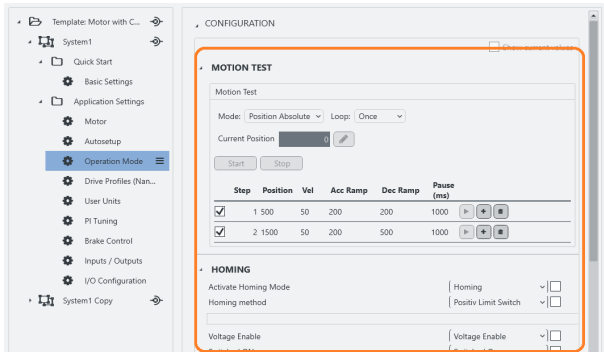 Template: Motor with C...
System1
Quick Start
Basic Settings
Application Settings
Motor
Autosetup
Operation Mode
Drive Profiles (Nan...
User Units
PI Tuning
Brake Control
Inputs / Outputs
I/O Configuration
System1 Copy
CONFIGURATION
Show current values
MOTION TEST
Motion Test
Mode: Position Absolute Loop: Once
Current Position 0
Start Stop
Step Position Vel Acc Ramp Dec Ramp Pause (ms)
1 500 50 200 200 1000
2 1500 50 200 500 1000
HOMING
Activate Homing Mode Homing
Homing method Positiv Limit Switch
Voltage Enable Voltage Enable